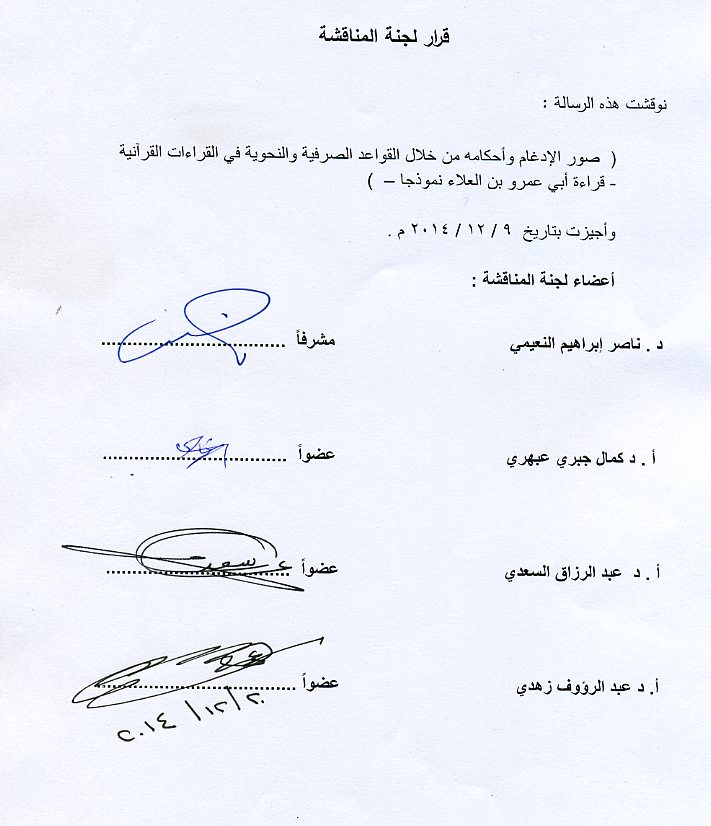 قرار لجنة المناقشة
نوقشت هذه الرسالة :
( صور الإدغام وأحكامه من خلال القواعد الصرفية والنحوية في القراءات القرآنية
- قراءة أبي عمرو بن العلاء نموذجا – )
وأجيزت بتاريخ ٩ / ١٢ / ٢٠١٤ م .
أعضاء لجنة المناقشة :
د . ناصر إبراهيم النعيمي مشرفاً ................................
أ . د كمال جبري عبهري عضواً ................................
أ . د عبد الرزاق السعدي عضواً ................................
أ . د عبد الرؤوف زهدي عضواً ................................
٢٠١٤/١٢/٢٠